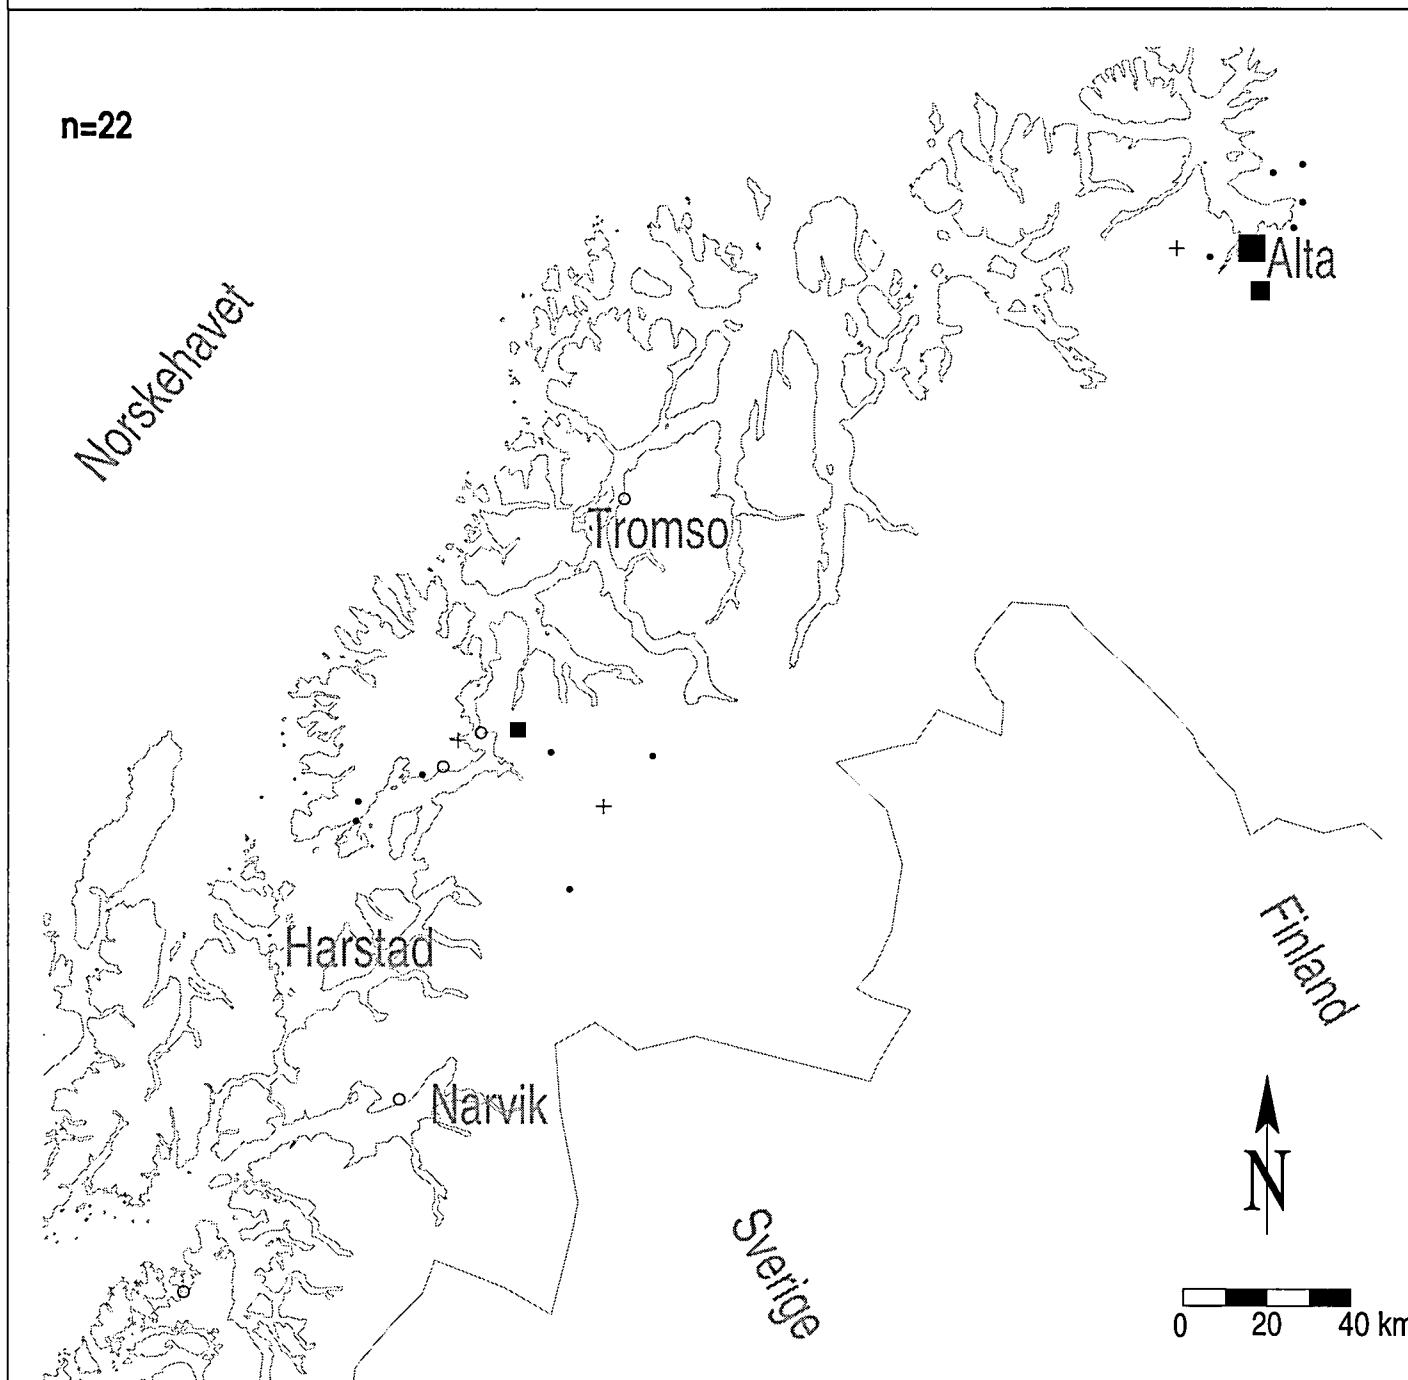 n=22
Alta
Norskehavet
Tromso
Harstad
Finland
Narvik
N
Sverige
0 20 40 km